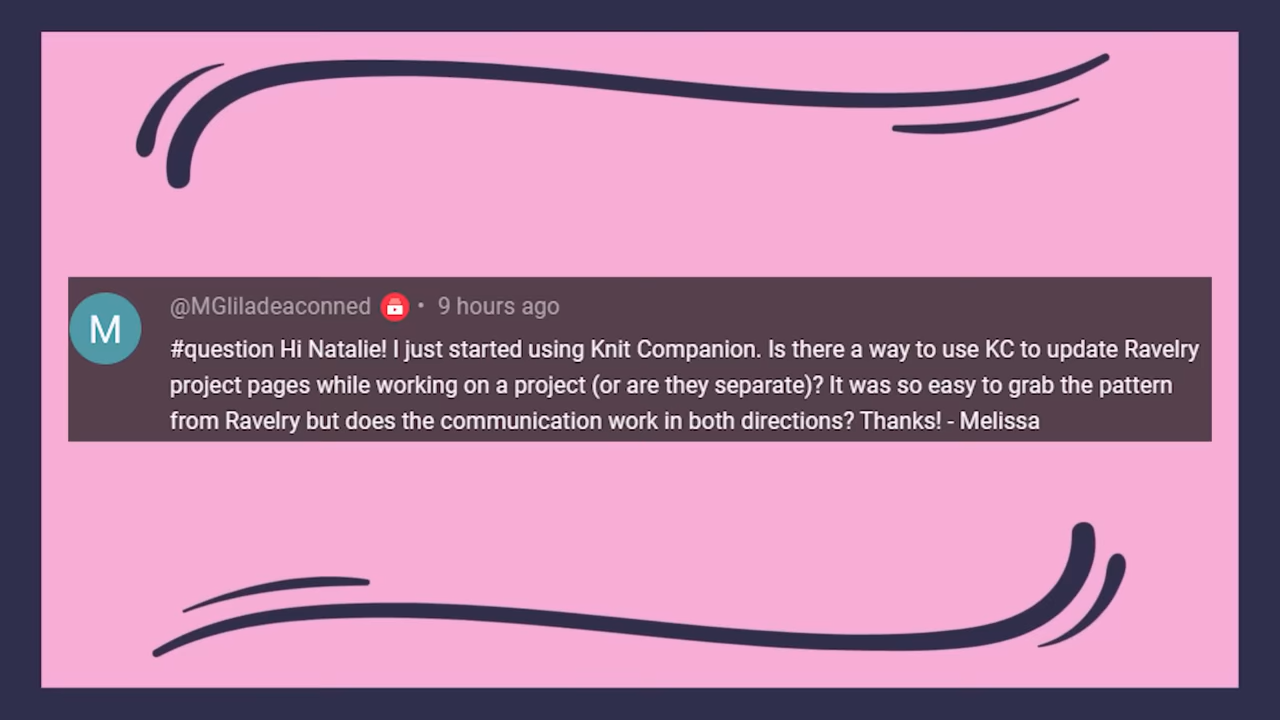 M
@MGliladeaconned • 9 hours ago
#question Hi Natalie! I just started using Knit Companion. Is there a way to use KC to update Ravelry
project pages while working on a project (or are they separate)? It was so easy to grab the pattern
from Ravelry but does the communication work in both directions? Thanks! - Melissa